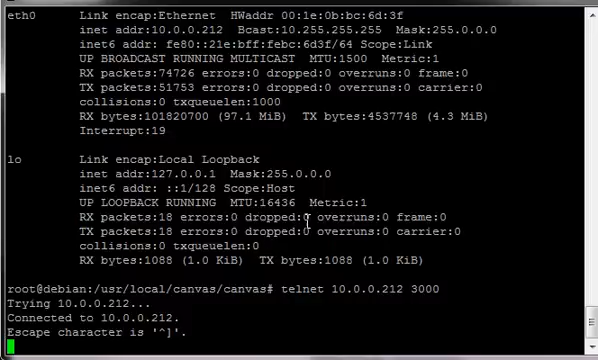 eth0      Link encap:Ethernet  HWaddr 00:1e:0b:bc:6d:3f
          inet addr:10.0.0.212  Bcast:10.255.255.255  Mask:255.0.0.0
          inet6 addr: fe80::21e:bff:febc:6d3f/64 Scope:Link
          UP BROADCAST RUNNING MULTICAST  MTU:1500  Metric:1
          RX packets:74726 errors:0 dropped:0 overruns:0 frame:0
          TX packets:51753 errors:0 dropped:0 overruns:0 carrier:0
          collisions:0 txqueuelen:1000
          RX bytes:101820700 (97.1 MiB)  TX bytes:4537748 (4.3 MiB)
          Interrupt:19
lo        Link encap:Local Loopback
          inet addr:127.0.0.1  Mask:255.0.0.0
          inet6 addr: ::1/128 Scope:Host
          UP LOOPBACK RUNNING  MTU:16436  Metric:1
          RX packets:18 errors:0 dropped:0 overruns:0 frame:0
          TX packets:18 errors:0 dropped:0 overruns:0 carrier:0
          collisions:0 txqueuelen:0
          RX bytes:1088 (1.0 KiB)  TX bytes:1088 (1.0 KiB)
root@debian:/usr/local/canvas/canvas# telnet 10.0.0.212 3000
Trying 10.0.0.212...
Connected to 10.0.0.212.
Escape character is '^]'.